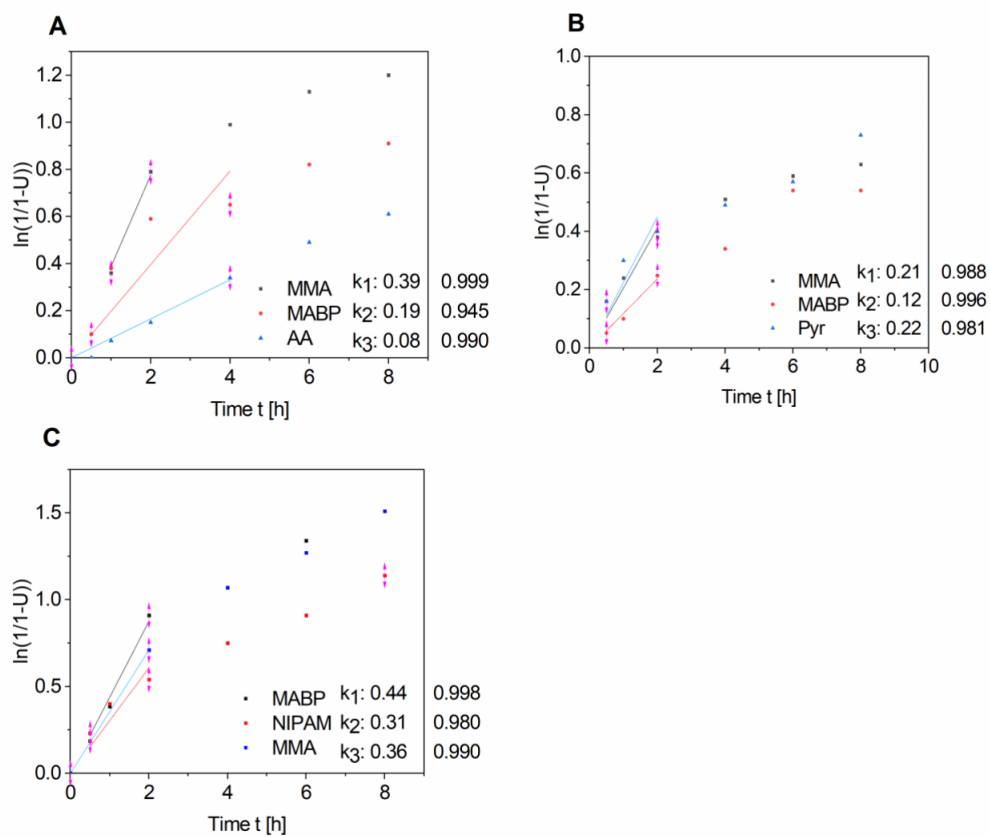 A
ln(1/1-U))
1.2
1.0
0.8
0.6
0.4
0.2
0.0
0 2 4 6 8
Time t [h]
MMA k1: 0.39 0.999
MABP k2: 0.19 0.945
AA k3: 0.08 0.990
B
ln(1/1-U))
1.0
0.8
0.6
0.4
0.2
0.0
0 2 4 6 8 10
Time t [h]
MMA k1: 0.21 0.988
MABP k2: 0.12 0.996
Pyr k3: 0.22 0.981
C
ln(1/1-U))
1.5
1.0
0.5
0.0
0 2 4 6 8
Time t [h]
MABP k1: 0.44 0.998
NIPAM k2: 0.31 0.980
MMA k3: 0.36 0.990